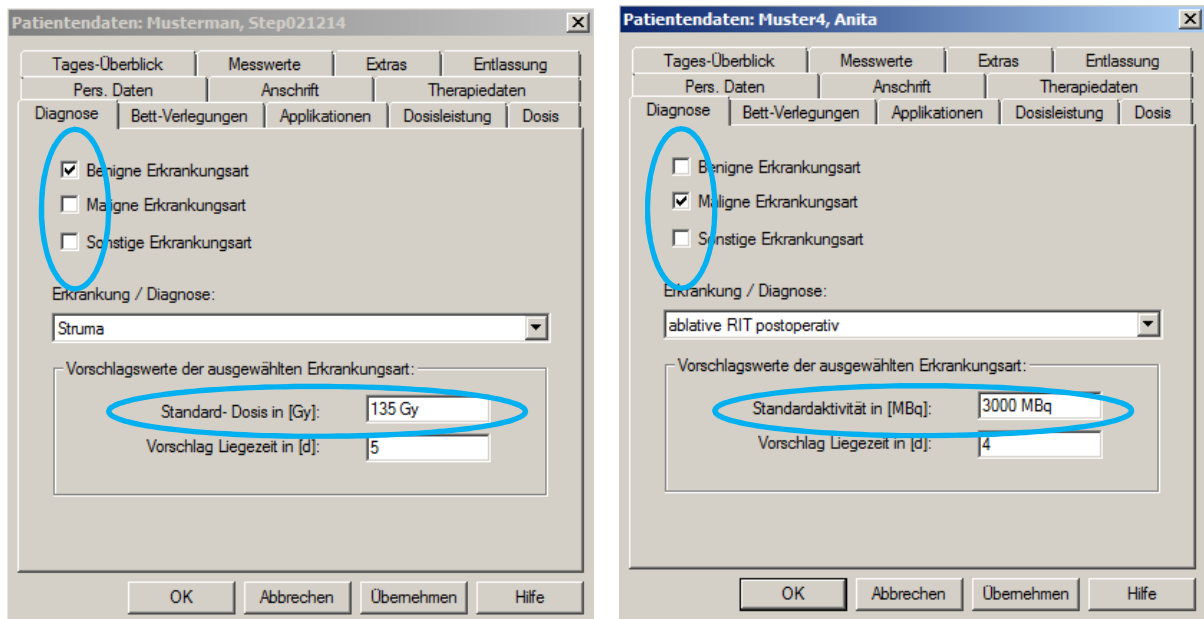 Patientendaten: Musterman, Step021214
Tages-Überblick Messwerte Extras Entlassung
Pers. Daten Anschrift Therapiedaten
Diagnose Bett-Verlegungen Applikationen Dosisleistung Dosis
Benigne Erkrankungsart
Maligne Erkrankungsart
Sonstige Erkrankungsart
Erkrankung / Diagnose:
Struma
Vorschlagswerte der ausgewählten Erkrankungsart:
Standard- Dosis in [Gy]: 135 Gy
Vorschlag Liegezeit in [d]: 5
OK Abbrechen Übernehmen Hilfe
Patientendaten: Muster4, Anita
Tages-Überblick Messwerte Extras Entlassung
Pers. Daten Anschrift Therapiedaten
Diagnose Bett-Verlegungen Applikationen Dosisleistung Dosis
Benigne Erkrankungsart
Maligne Erkrankungsart
Sonstige Erkrankungsart
Erkrankung / Diagnose:
ablative RIT postoperativ
Vorschlagswerte der ausgewählten Erkrankungsart:
Standardaktivität in [MBq]: 3000 MBq
Vorschlag Liegezeit in [d]: 4
OK Abbrechen Übernehmen Hilfe